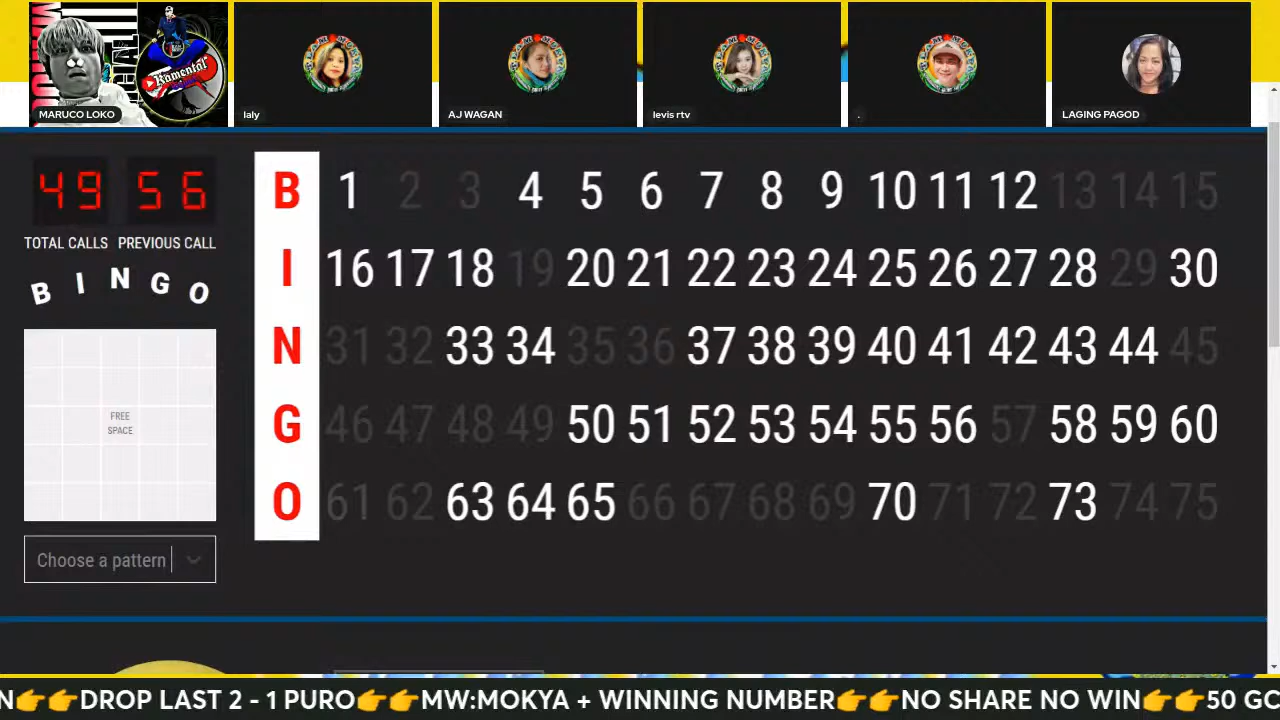 MARUCO LOKO
Kamental
laly
AJ WAGAN
levis rtv
.
LAGING PAGOD
49 56
TOTAL CALLS PREVIOUS CALL
BINGO
FREE
SPACE
Choose a pattern
B 1 2 3 4 5 6 7 8 9 10 11 12 13 14 15
I 16 17 18 19 20 21 22 23 24 25 26 27 28 29 30
N 31 32 33 34 35 36 37 38 39 40 41 42 43 44 45
G 46 47 48 49 50 51 52 53 54 55 56 57 58 59 60
O 61 62 63 64 65 66 67 68 69 70 71 72 73 74 75
N👉👉DROP LAST 2 - 1 PURO👉👉MW:MOKYA + WINNING NUMBER👉👉NO SHARE NO WIN👉👉50 GC